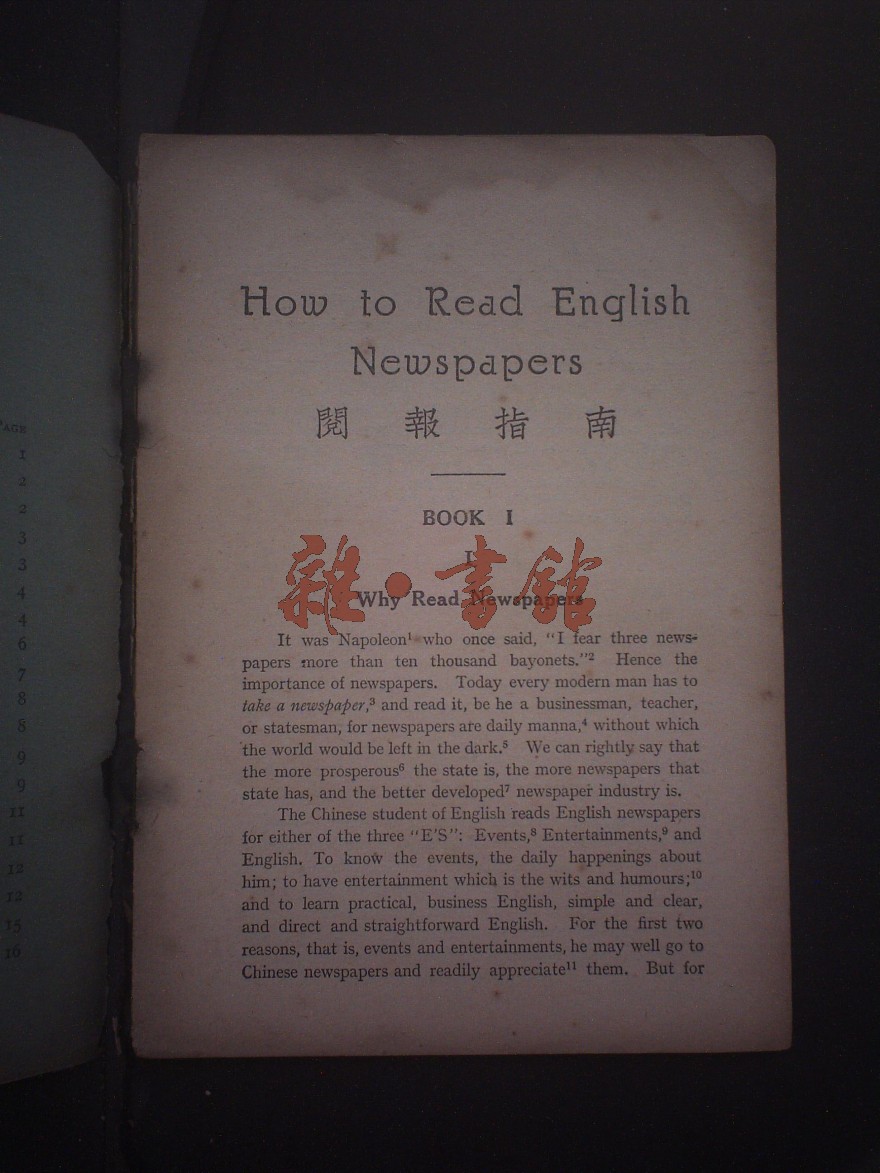 PAGE
1
2
2
3
3
4
4
6
7
8
8
9
9
11
11
12
12
15
16
How to Read English
Newspapers
閱報指南
BOOK I
I
Why Read Newspapers
雜·書館
It was Napoleon¹ who once said, "I fear three news-
papers more than ten thousand bayonets."² Hence the
importance of newspapers. Today every modern man has to
take a newspaper,³ and read it, be he a businessman, teacher,
or statesman, for newspapers are daily manna,⁴ without which
the world would be left in the dark.⁵ We can rightly say that
the more prosperous⁶ the state is, the more newspapers that
state has, and the better developed⁷ newspaper industry is.
The Chinese student of English reads English newspapers
for either of the three "E'S": Events,⁸ Entertainments,⁹ and
English. To know the events, the daily happenings about
him; to have entertainment which is the wits and humours;¹⁰
and to learn practical, business English, simple and clear,
and direct and straightforward English. For the first two
reasons, that is, events and entertainments, he may well go to
Chinese newspapers and readily appreciate¹¹ them. But for